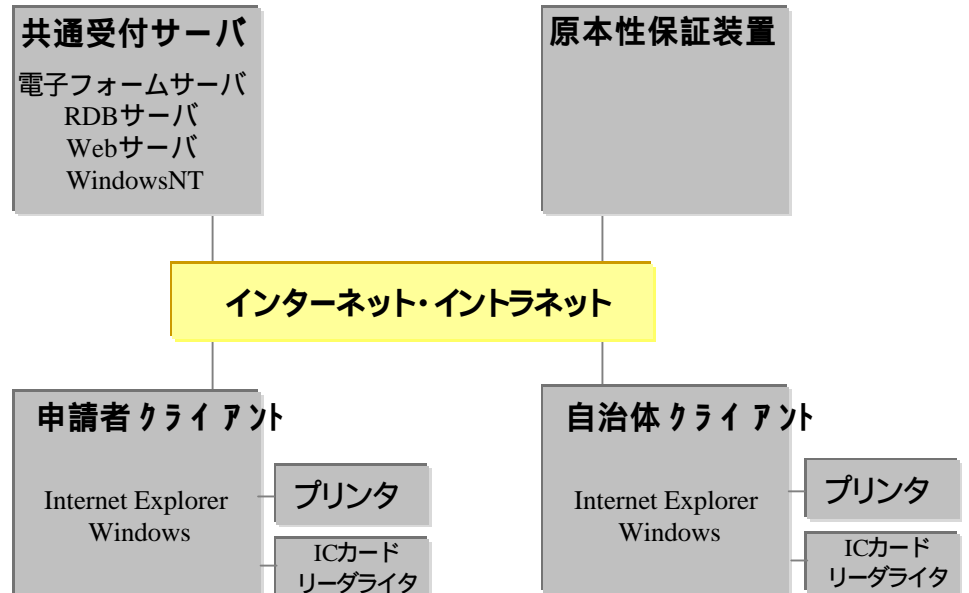 共通受付サーバ
電子フォームサーバ
RDBサーバ
Webサーバ
WindowsNT
原本性保証装置
インターネット・イントラネット
申請者クライアント
Internet Explorer
Windows
プリンタ
ICカード
リーダライタ
自治体クライアント
Internet Explorer
Windows
プリンタ
ICカード
リーダライタ